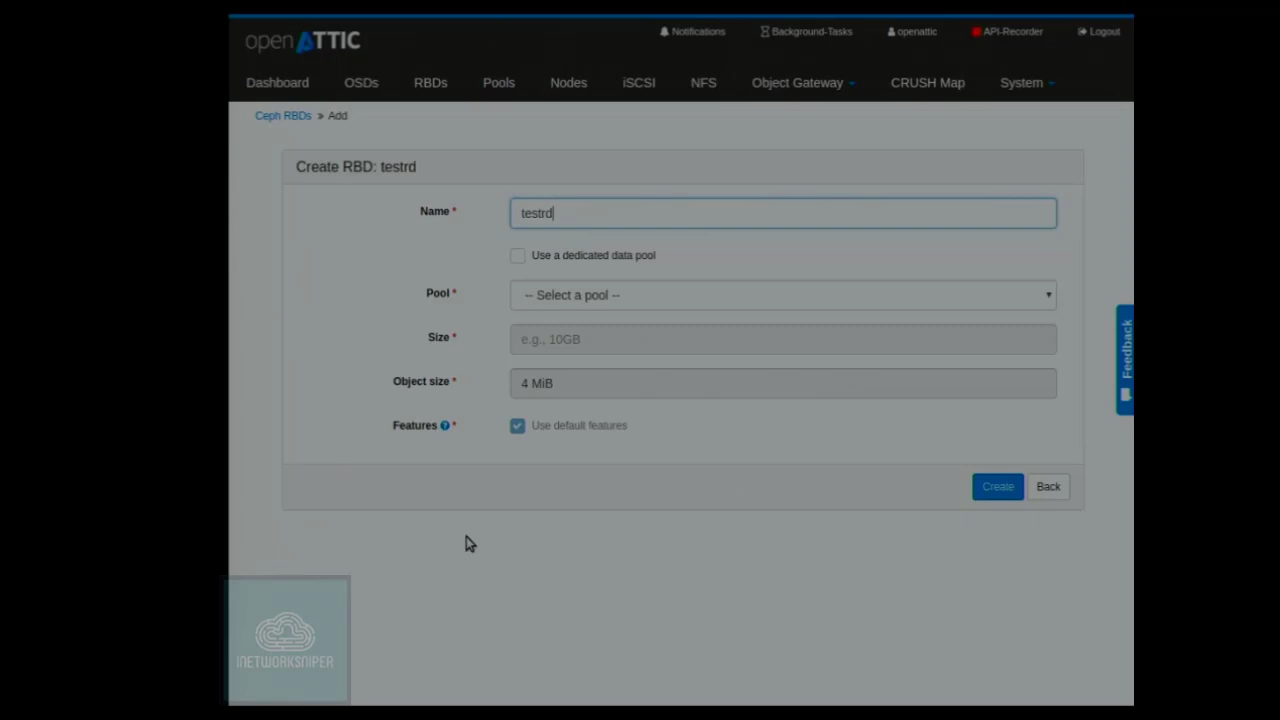 openATTIC
Notifications Background-Tasks openattic API-Recorder Logout
Dashboard OSDs RBDs Pools Nodes iSCSI NFS Object Gateway CRUSH Map System
Ceph RBDs » Add
Create RBD: testrd
Name *
testrd
Use a dedicated data pool
Pool *
-- Select a pool --
Size *
e.g., 10GB
Object size *
4 MiB
Features *
Use default features
Create Back
Feedback
INETWORKSNIPER